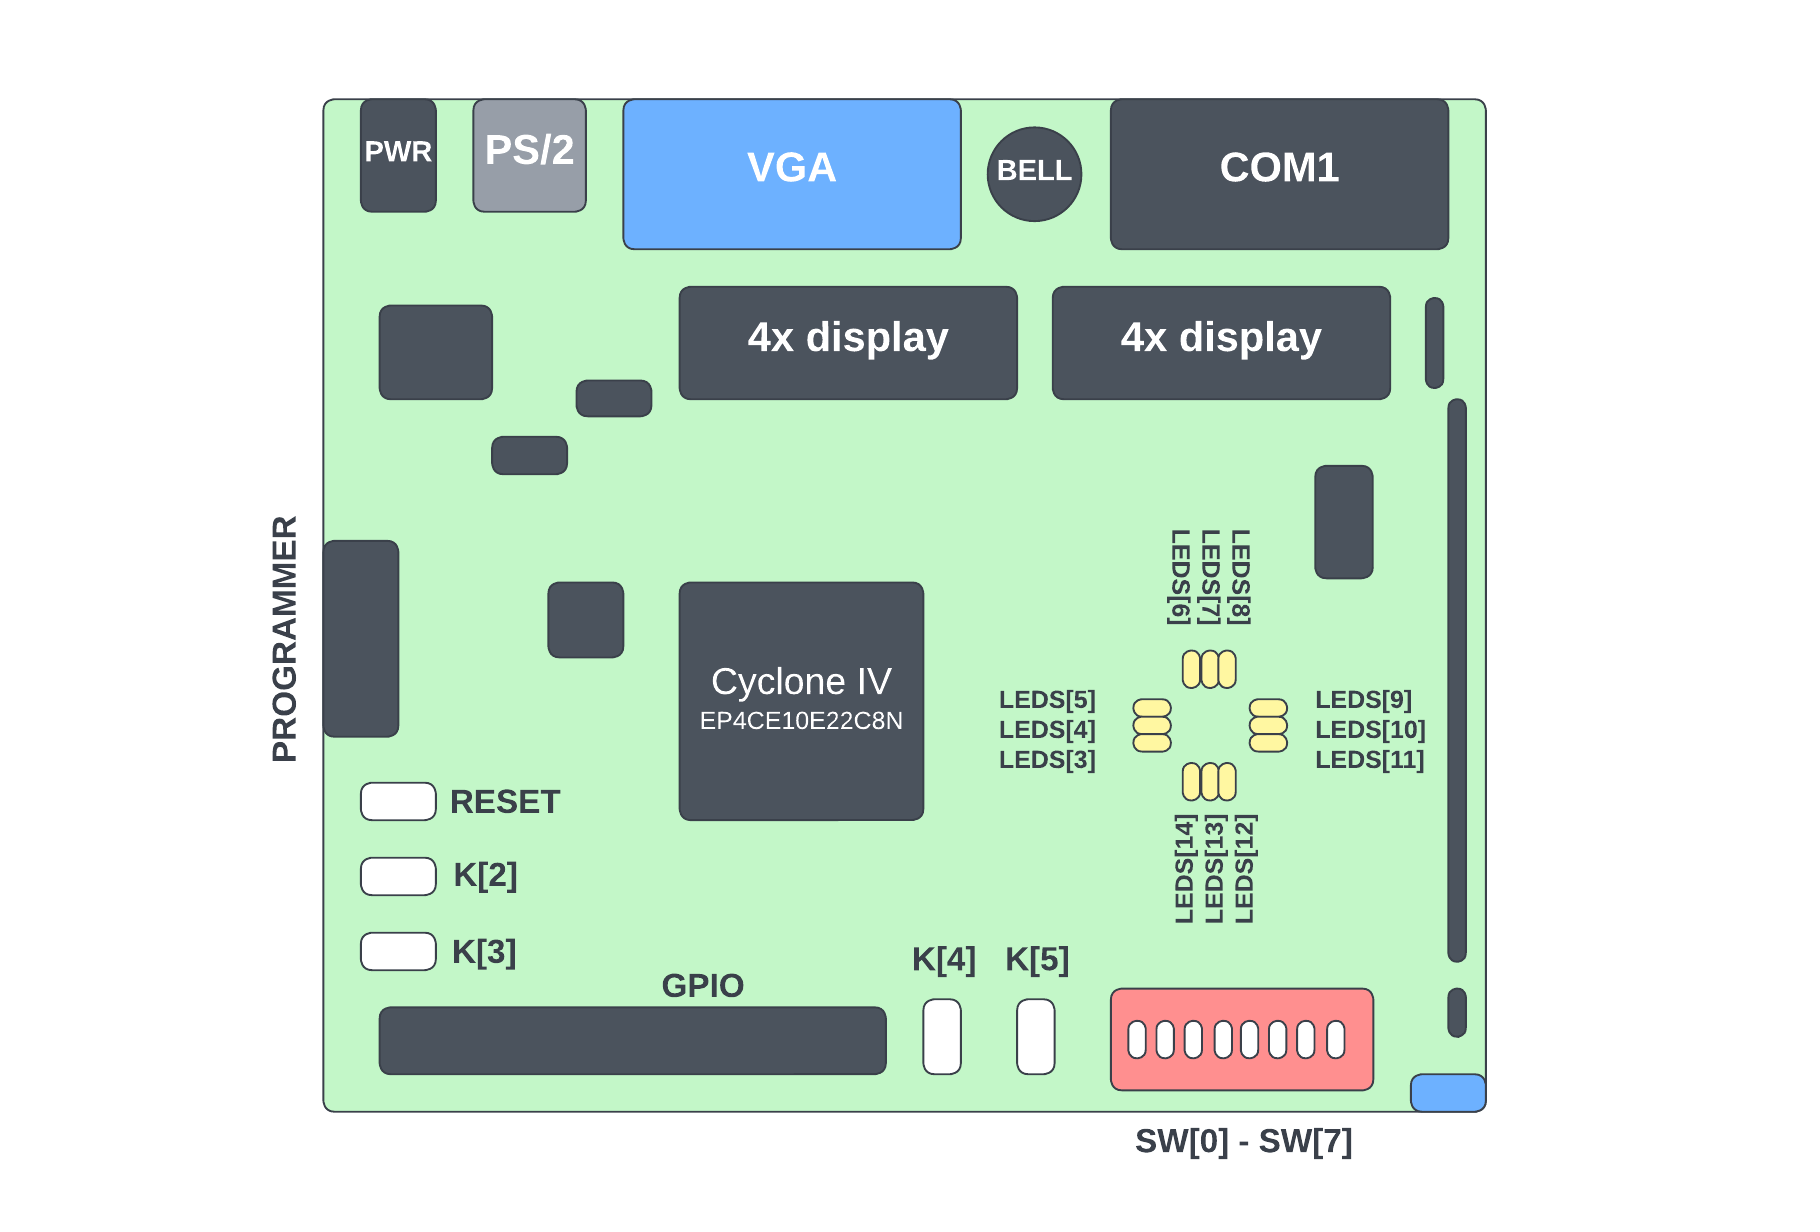 PWR
PS/2
VGA
BELL
COM1
4x display
4x display
PROGRAMMER
LEDS[6]
LEDS[7]
LEDS[8]
Cyclone IV
EP4CE10E22C8N
LEDS[5]
LEDS[4]
LEDS[3]
LEDS[9]
LEDS[10]
LEDS[11]
LEDS[14]
LEDS[13]
LEDS[12]
RESET
K[2]
K[3]
GPIO
K[4]
K[5]
SW[0] - SW[7]